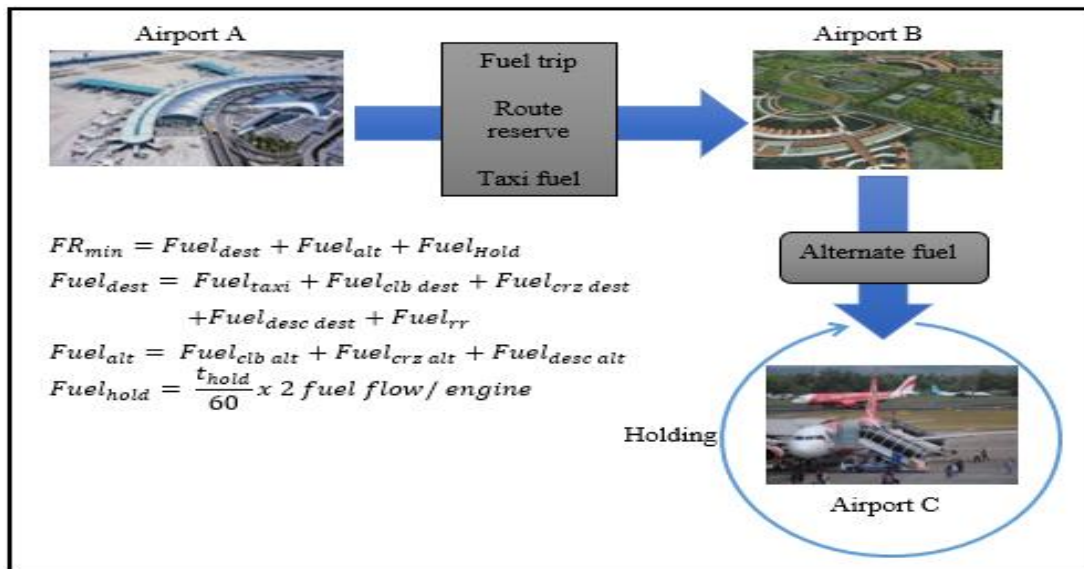 Airport A
Airport B
Fuel trip
Route
reserve
Taxi fuel
Alternate fuel
FR_min = Fuel_dest + Fuel_alt + Fuel_Hold
Fuel_dest = Fuel_taxi + Fuel_clb dest + Fuel_crz dest
+Fuel_desc dest + Fuel_rr
Fuel_alt = Fuel_clb alt + Fuel_crz alt + Fuel_desc alt
Fuel_hold = t_hold/60 x 2 fuel flow/ engine
Holding
Airport C